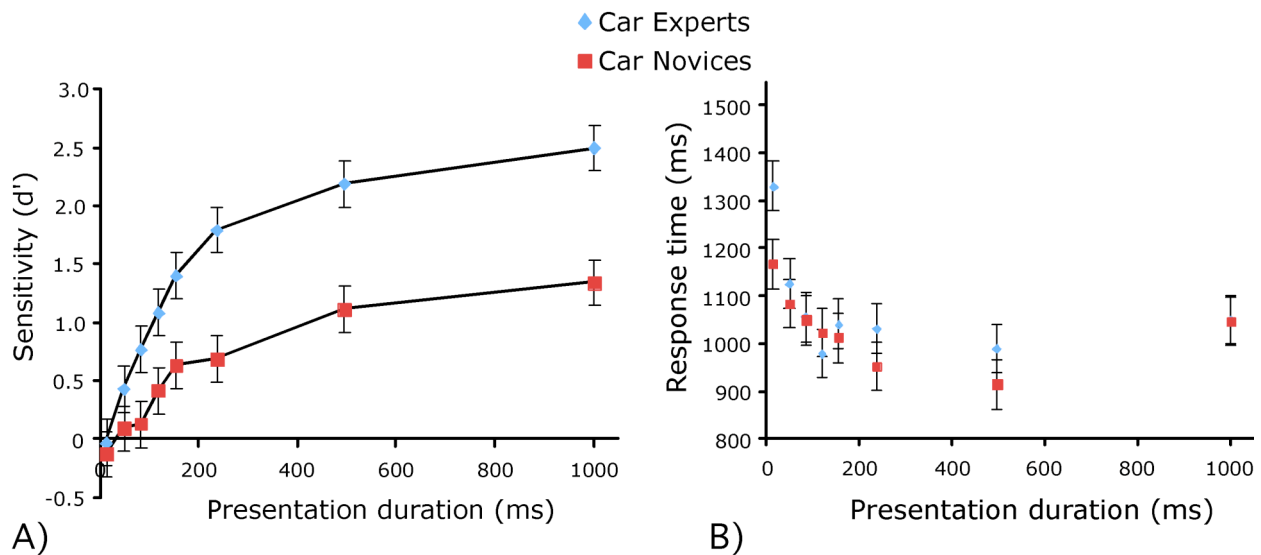 Car Experts
Car Novices
3.0
2.5
2.0
1.5
1.0
0.5
0
-0.5
Sensitivity (d')
0 200 400 600 800 1000
Presentation duration (ms)
A)
1500
1400
1300
1200
1100
1000
900
800
Response time (ms)
0 200 400 600 800 1000
Presentation duration (ms)
B)